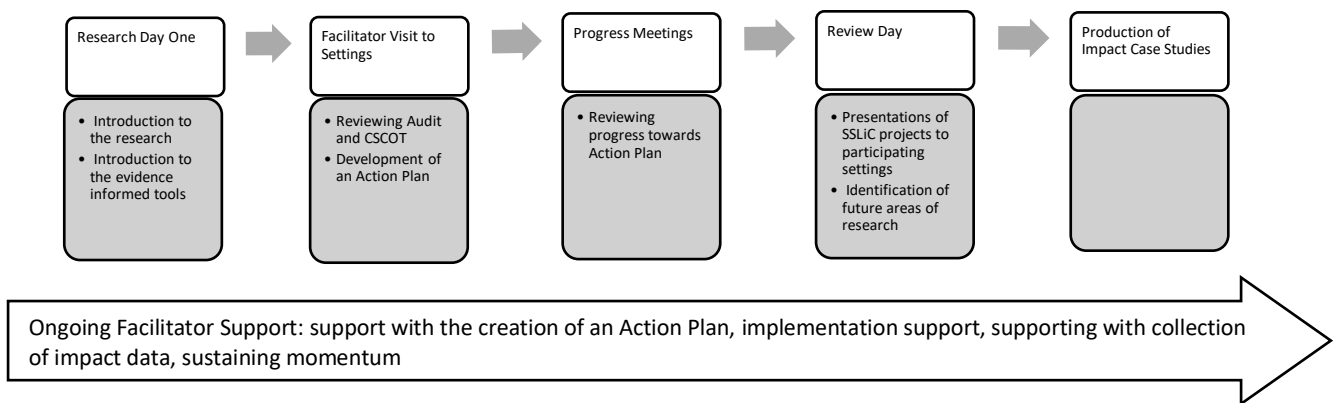 Research Day One
Facilitator Visit to
Settings
Progress Meetings
Review Day
Production of
Impact Case Studies
• Introduction to
the research
• Introduction to
the evidence
informed tools
• Reviewing Audit
and CSCOT
• Development of
an Action Plan
• Reviewing
progress towards
Action Plan
• Presentations of
SSLiC projects to
participating
settings
• Identification of
future areas of
research
Ongoing Facilitator Support: support with the creation of an Action Plan, implementation support, supporting with collection
of impact data, sustaining momentum